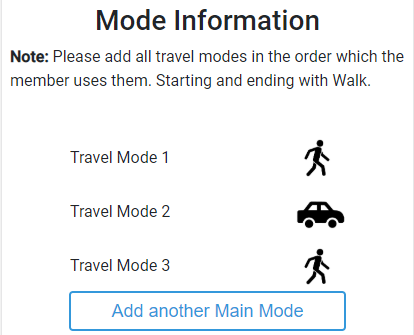 Mode Information
Note: Please add all travel modes in the order which the
member uses them. Starting and ending with Walk.
Travel Mode 1
Travel Mode 2
Travel Mode 3
Add another Main Mode